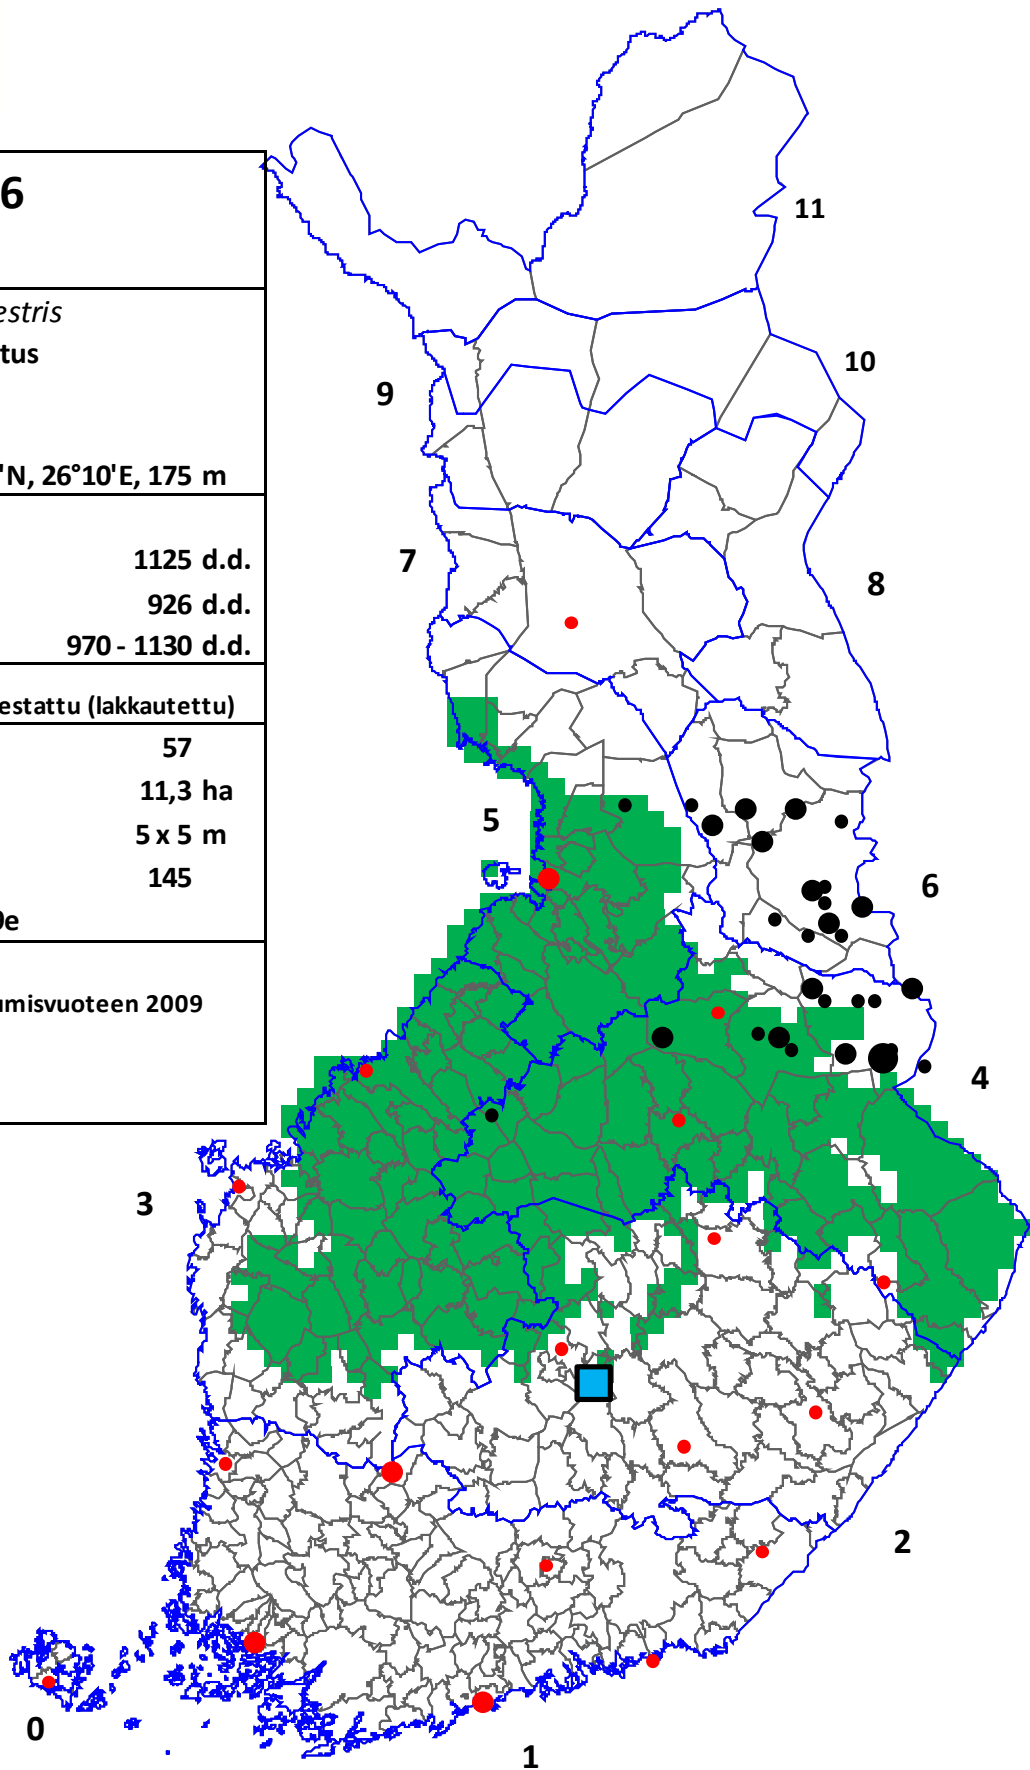 6
estris
tus
'N, 26°10'E, 175 m
1125 d.d.
926 d.d.
970 - 1130 d.d.
estattu (lakkautettu)
57
11,3 ha
5 x 5 m
145
0e
umisvuoteen 2009
11
10
9
8
7
6
5
4
3
2
1
0